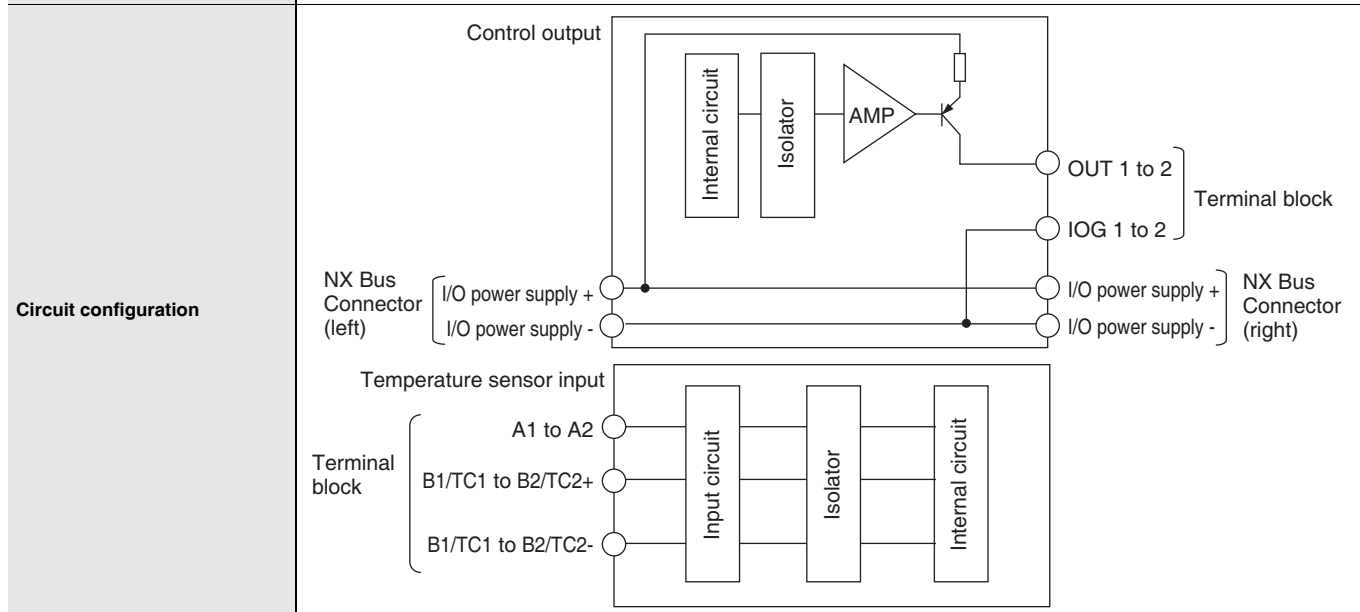 Circuit configuration
Control output
Internal circuit
Isolator
AMP
OUT 1 to 2
IOG 1 to 2
Terminal block
NX Bus
Connector
(left)
I/O power supply +
I/O power supply -
I/O power supply +
I/O power supply -
NX Bus
Connector
(right)
Temperature sensor input
Terminal
block
A1 to A2
B1/TC1 to B2/TC2+
B1/TC1 to B2/TC2-
Input circuit
Isolator
Internal circuit